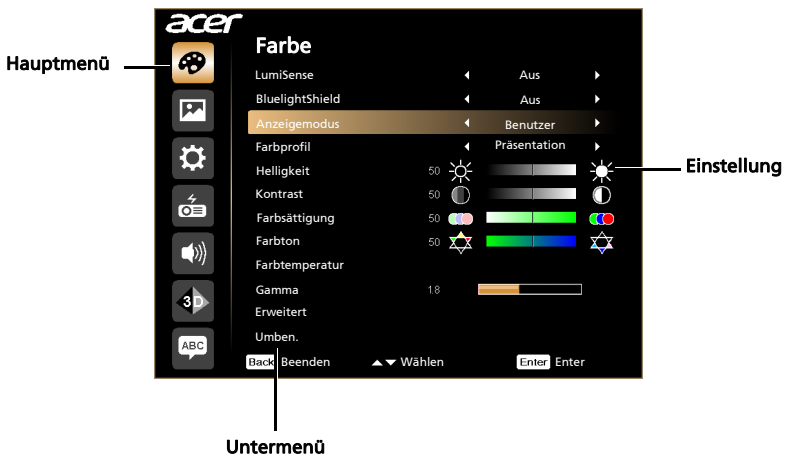 acer
Farbe
Hauptmenü
LumiSense Aus
BluelightShield Aus
Anzeigemodus Benutzer
Farbprofil Präsentation
Helligkeit 50
Einstellung
Kontrast 50
Farbsättigung 50
Farbton 50
Farbtemperatur
Gamma 1.8
3D
Erweitert
Umben.
ABC
Back Beenden Wählen Enter Enter
Untermenü